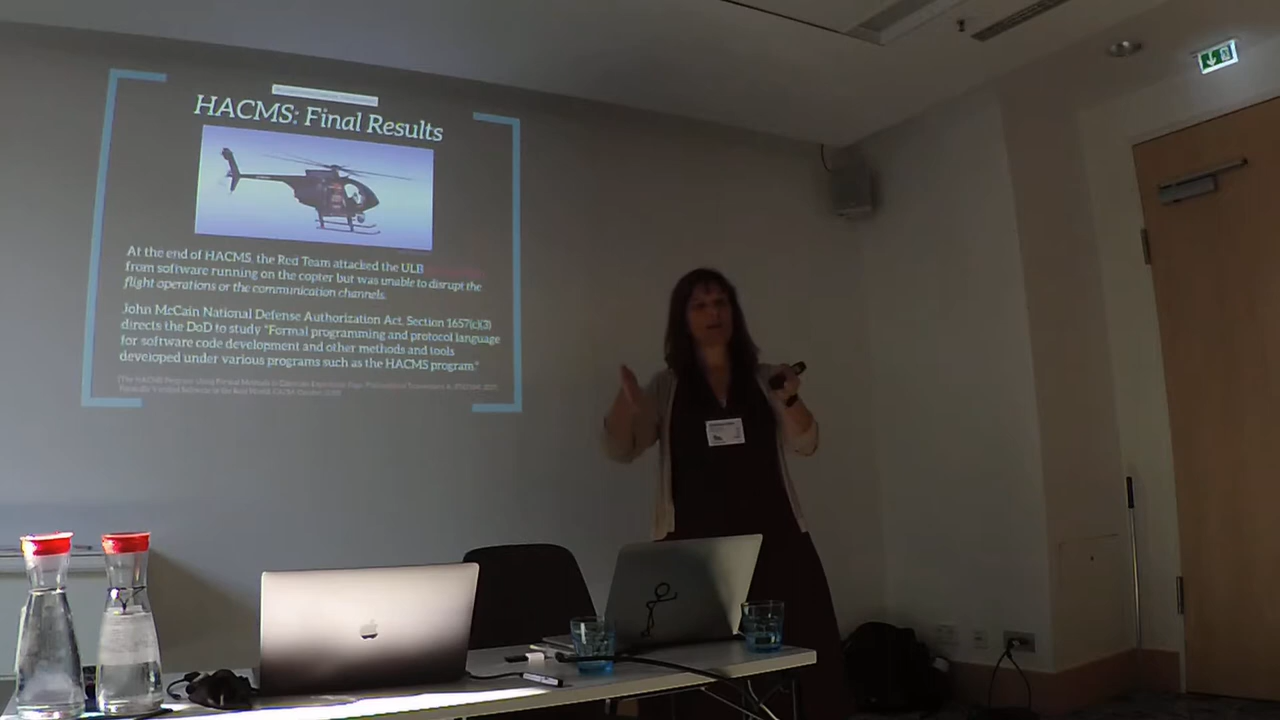 HACMS: Final Results
At the end of HACMS, the Red Team attacked the ULB
from software running on the copter but was unable to disrupt the
flight operations or the communication channels.
John McCain National Defense Authorization Act, Section 1657(c)(3)
directs the DoD to study "Formal programming and protocol language
for software code development and other methods and tools
developed under various programs such as the HACMS program."